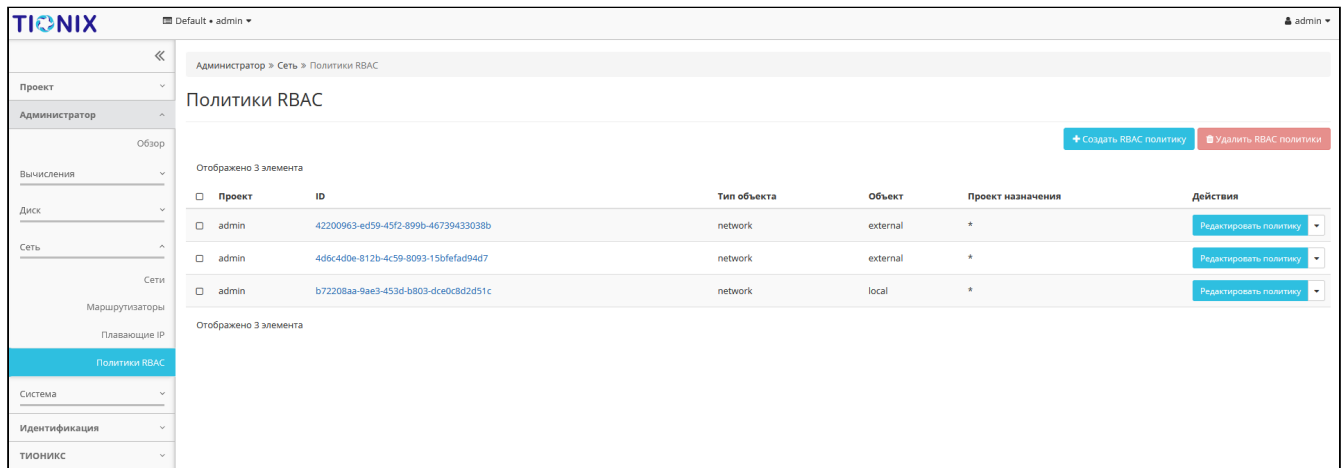 TIONIX
Default • admin
admin
«
Администратор » Сеть » Политики RBAC
Проект
Администратор
Обзор
Вычисления
Диск
Сеть
Сети
Маршрутизаторы
Плавающие IP
Политики RBAC
Система
Идентификация
ТИОНИКС
Политики RBAC
Создать RBAC политику
Удалить RBAC политики
Отображено 3 элемента
Проект ID Тип объекта Объект Проект назначения Действия
admin 42200963-ed59-45f2-899b-46739433038b network external * Редактировать политику
admin 4d6c4d0e-812b-4c59-8093-15bfefad94d7 network external * Редактировать политику
admin b72208aa-9ae3-453d-b803-dce0c8d2d51c network local * Редактировать политику
Отображено 3 элемента